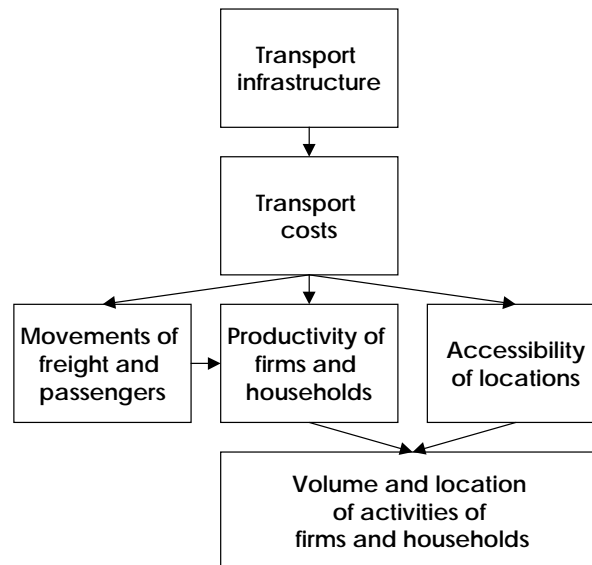 Transport
infrastructure
Transport
costs
Movements of
freight and
passengers
Productivity of
firms and
households
Accessibility
of locations
Volume and location
of activities of
firms and households